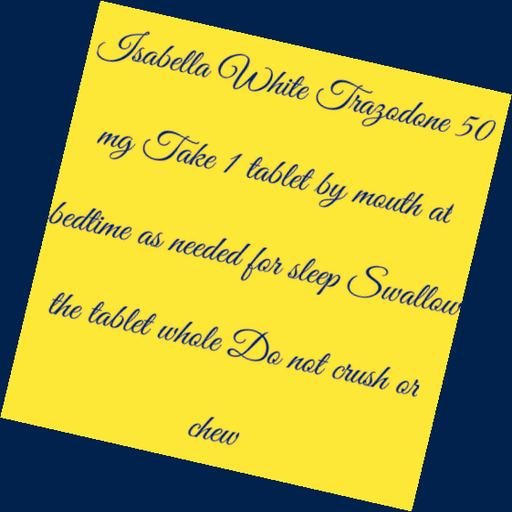 Isabella White Trazodone 50
mg Take 1 tablet by mouth at
bedtime as needed for sleep Swallow
the tablet whole Do not crush or
chew